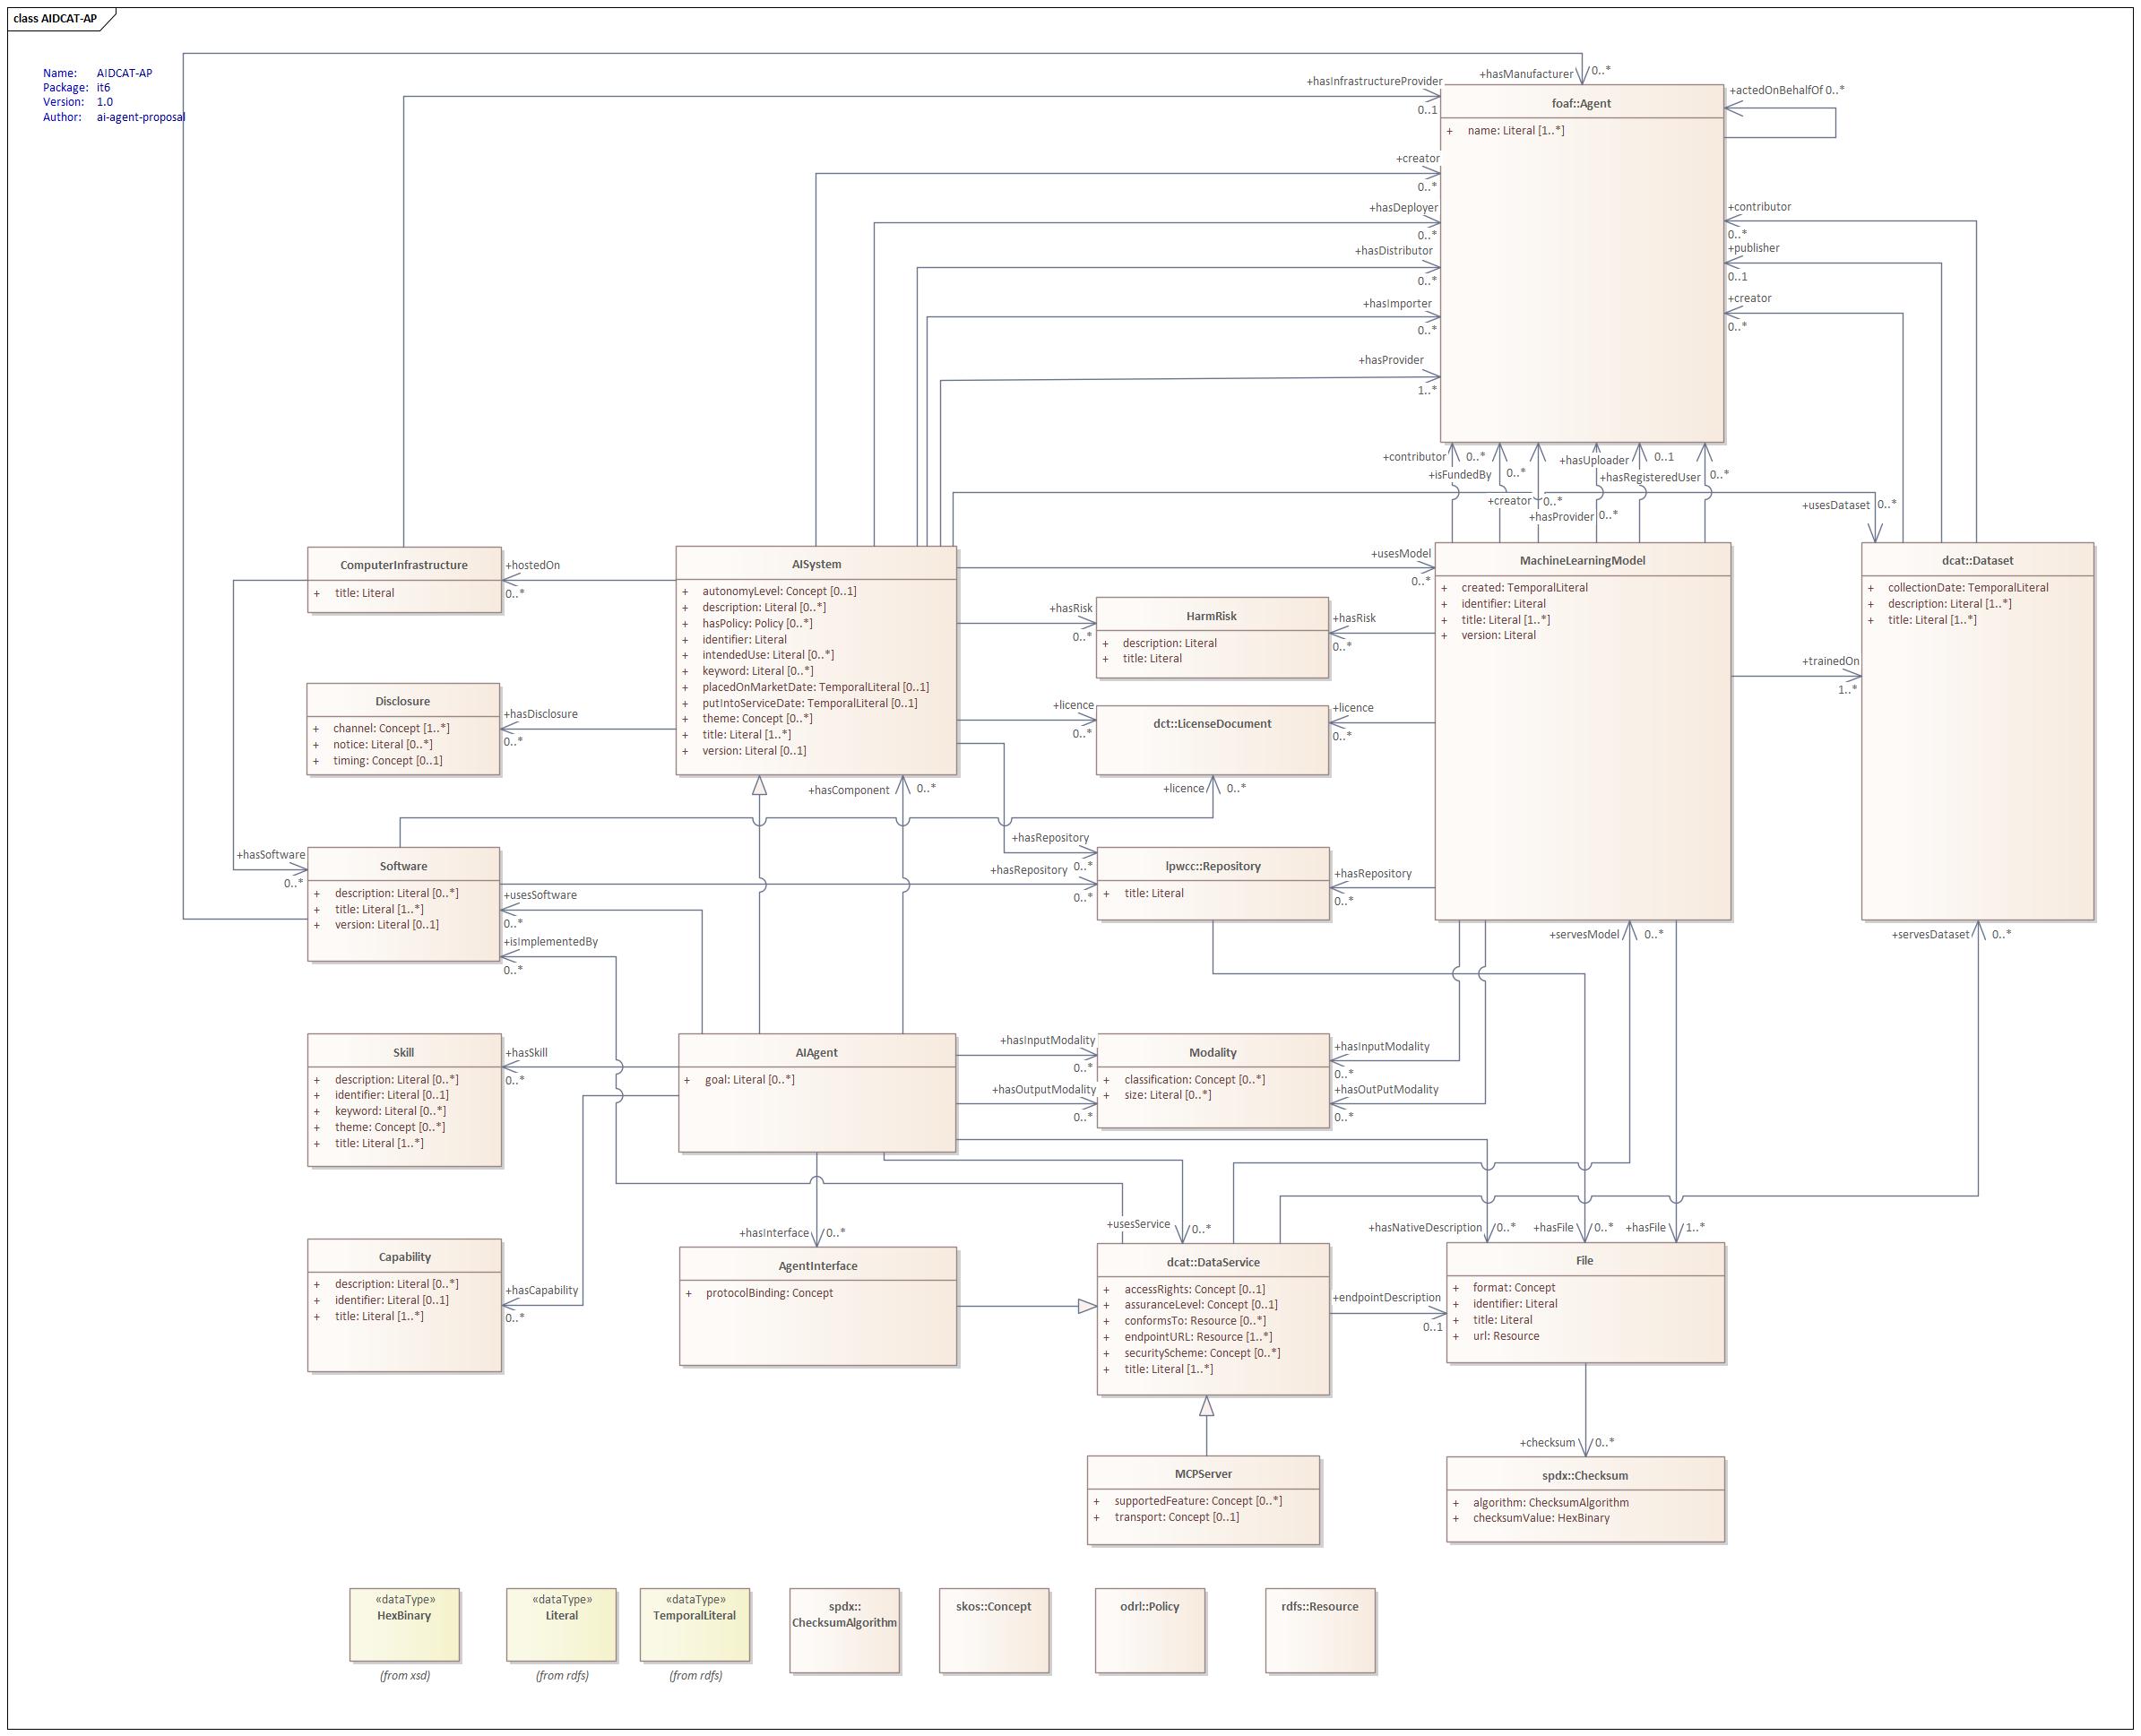 class AIDCAT-AP
Name: AIDCAT-AP
Package: it6
Version: 1.0
Author: ai-agent-proposal
+hasManufacturer 0..*
+hasInfrastructureProvider
0..1
foaf::Agent
+ name: Literal [1..*]
+actedOnBehalfOf 0..*
+creator
0..*
+hasDeployer
0..*
+hasDistributor
0..*
+hasImporter
0..*
+hasProvider
1..*
+contributor
0..*
+publisher
0..1
+creator
0..*
+contributor 0..*
+isFundedBy 0..*
+creator 0..*
+hasProvider 0..*
+hasUploader 0..1
+hasRegisteredUser 0..*
+usesDataset 0..*
ComputerInfrastructure
+ title: Literal
+hostedOn
0..*
AISystem
+ autonomyLevel: Concept [0..1]
+ description: Literal [0..*]
+ hasPolicy: Policy [0..*]
+ identifier: Literal
+ intendedUse: Literal [0..*]
+ keyword: Literal [0..*]
+ placedOnMarketDate: TemporalLiteral [0..1]
+ putIntoServiceDate: TemporalLiteral [0..1]
+ theme: Concept [0..*]
+ title: Literal [1..*]
+ version: Literal [0..1]
+usesModel
0..*
MachineLearningModel
+ created: TemporalLiteral
+ identifier: Literal
+ title: Literal [1..*]
+ version: Literal
dcat::Dataset
+ collectionDate: TemporalLiteral
+ description: Literal [1..*]
+ title: Literal [1..*]
+hasRisk
0..*
HarmRisk
+ description: Literal
+ title: Literal
+hasRisk
0..*
+trainedOn
1..*
Disclosure
+ channel: Concept [1..*]
+ notice: Literal [0..*]
+ timing: Concept [0..1]
+hasDisclosure
0..*
+licence
0..*
dct::LicenseDocument
+licence
0..*
+hasComponent 0..*
+licence 0..*
+hasSoftware
0..*
Software
+ description: Literal [0..*]
+ title: Literal [1..*]
+ version: Literal [0..1]
+usesSoftware
0..*
+isImplementedBy
0..*
+hasRepository
0..*
+hasRepository
0..*
lpwcc::Repository
+ title: Literal
+hasRepository
0..*
+servesModel 0..*
+servesDataset 0..*
Skill
+ description: Literal [0..*]
+ identifier: Literal [0..1]
+ keyword: Literal [0..*]
+ theme: Concept [0..*]
+ title: Literal [1..*]
+hasSkill
0..*
AIAgent
+ goal: Literal [0..*]
+hasInputModality
0..*
+hasOutputModality
0..*
Modality
+ classification: Concept [0..*]
+ size: Literal [0..*]
+hasInputModality
0..*
+hasOutPutModality
0..*
Capability
+ description: Literal [0..*]
+ identifier: Literal [0..1]
+ title: Literal [1..*]
+hasCapability
0..*
+hasInterface 0..*
AgentInterface
+ protocolBinding: Concept
+usesService 0..*
dcat::DataService
+ accessRights: Concept [0..1]
+ assuranceLevel: Concept [0..1]
+ conformsTo: Resource [0..*]
+ endpointURL: Resource [1..*]
+ securityScheme: Concept [0..*]
+ title: Literal [1..*]
+hasNativeDescription 0..*
+hasFile 0..*
+hasFile 1..*
+endpointDescription
0..1
File
+ format: Concept
+ identifier: Literal
+ title: Literal
+ url: Resource
+checksum 0..*
MCPServer
+ supportedFeature: Concept [0..*]
+ transport: Concept [0..1]
spdx::Checksum
+ algorithm: ChecksumAlgorithm
+ checksumValue: HexBinary
«dataType»
HexBinary
(from xsd)
«dataType»
Literal
(from rdfs)
«dataType»
TemporalLiteral
(from rdfs)
spdx::
ChecksumAlgorithm
skos::Concept
odrl::Policy
rdfs::Resource